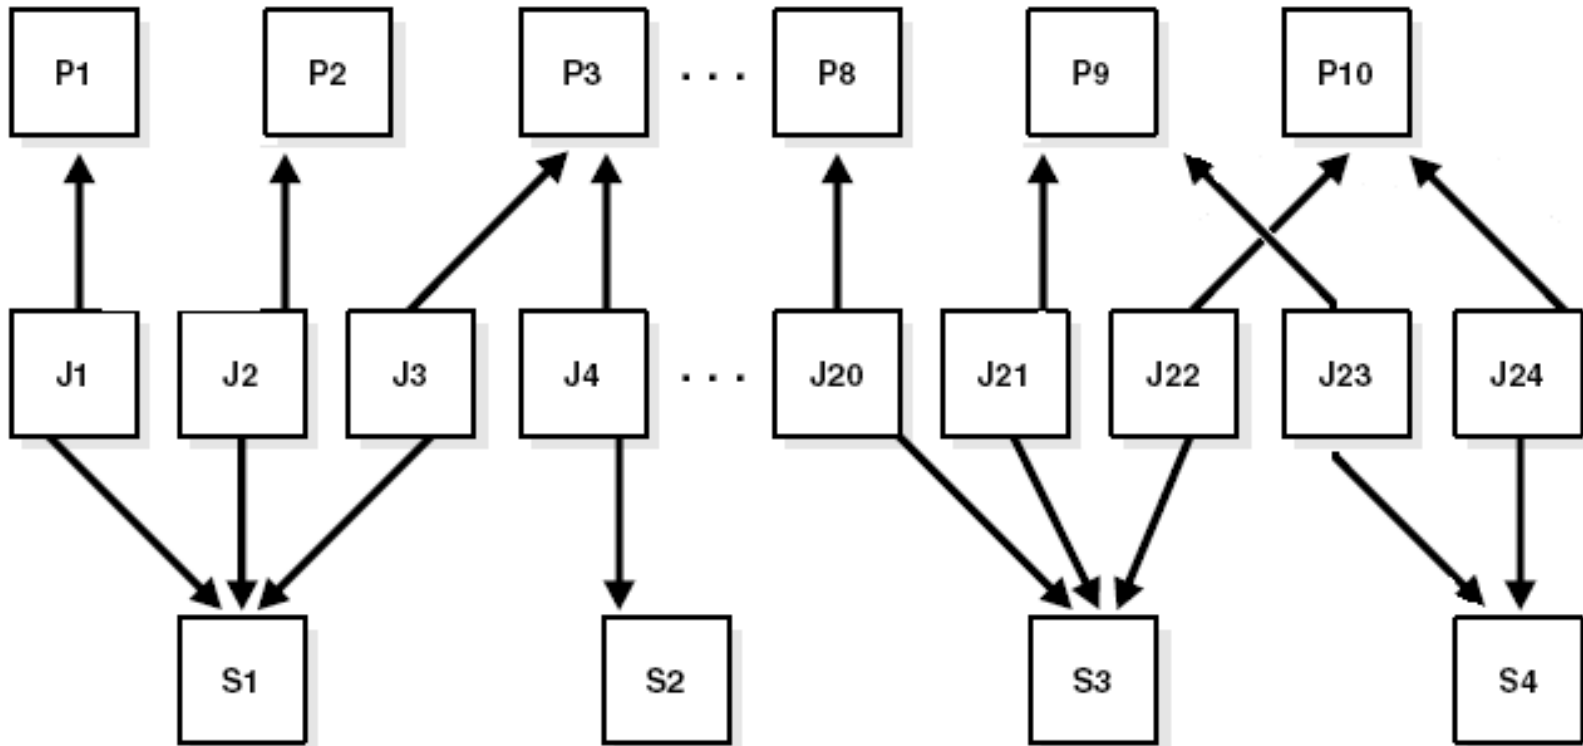 P1 P2 P3 . . . P8 P9 P10
J1 J2 J3 J4 . . . J20 J21 J22 J23 J24
S1 S2 S3 S4